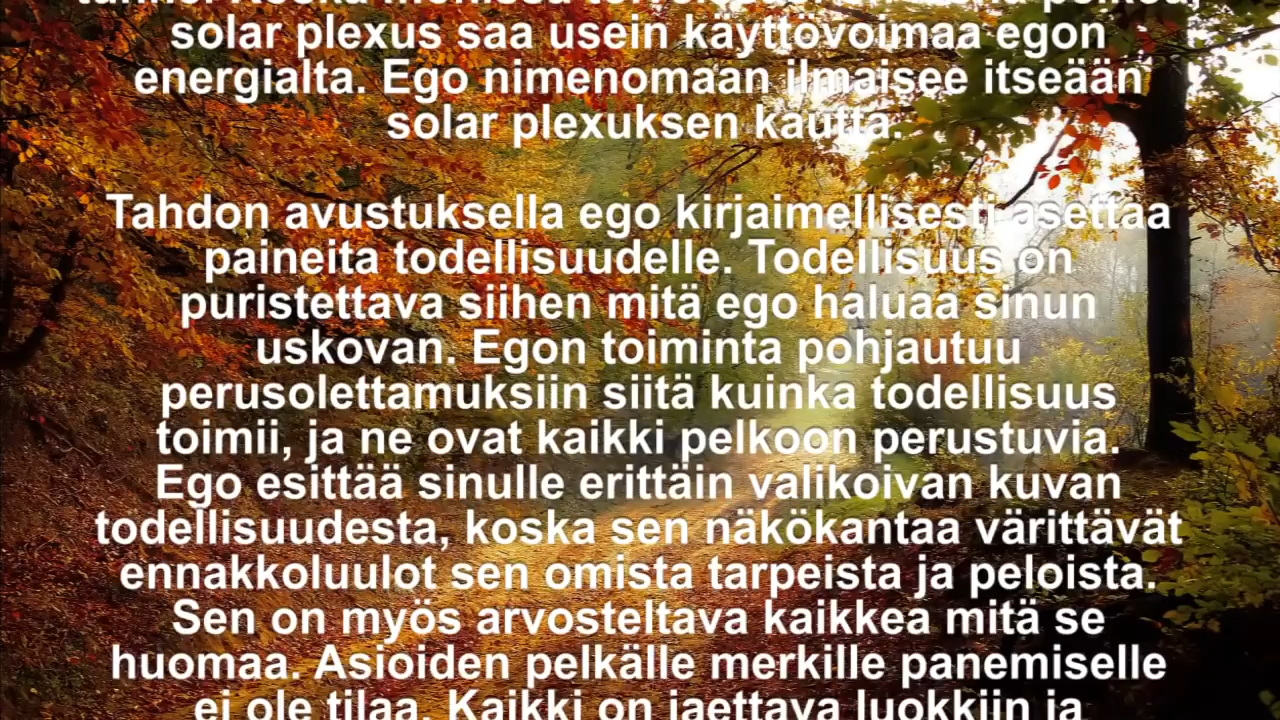 solar plexus saa usein käyttövoimaa egon
energialta. Ego nimenomaan ilmaisee itseään
solar plexuksen kautta.
Tahdon avustuksella ego kirjaimellisesti asettaa
paineita todellisuudelle. Todellisuus on
puristettava siihen mitä ego haluaa sinun
uskovan. Egon toiminta pohjautuu
perusolettamuksiin siitä kuinka todellisuus
toimii, ja ne ovat kaikki pelkoon perustuvia.
Ego esittää sinulle erittäin valikoivan kuvan
todellisuudesta, koska sen näkökantaa värittävät
ennakkoluulot sen omista tarpeista ja peloista.
Sen on myös arvosteltava kaikkea mitä se
huomaa. Asioiden pelkälle merkille panemiselle
ei ole tilaa. Kaikki on jaettava luokkiin ja